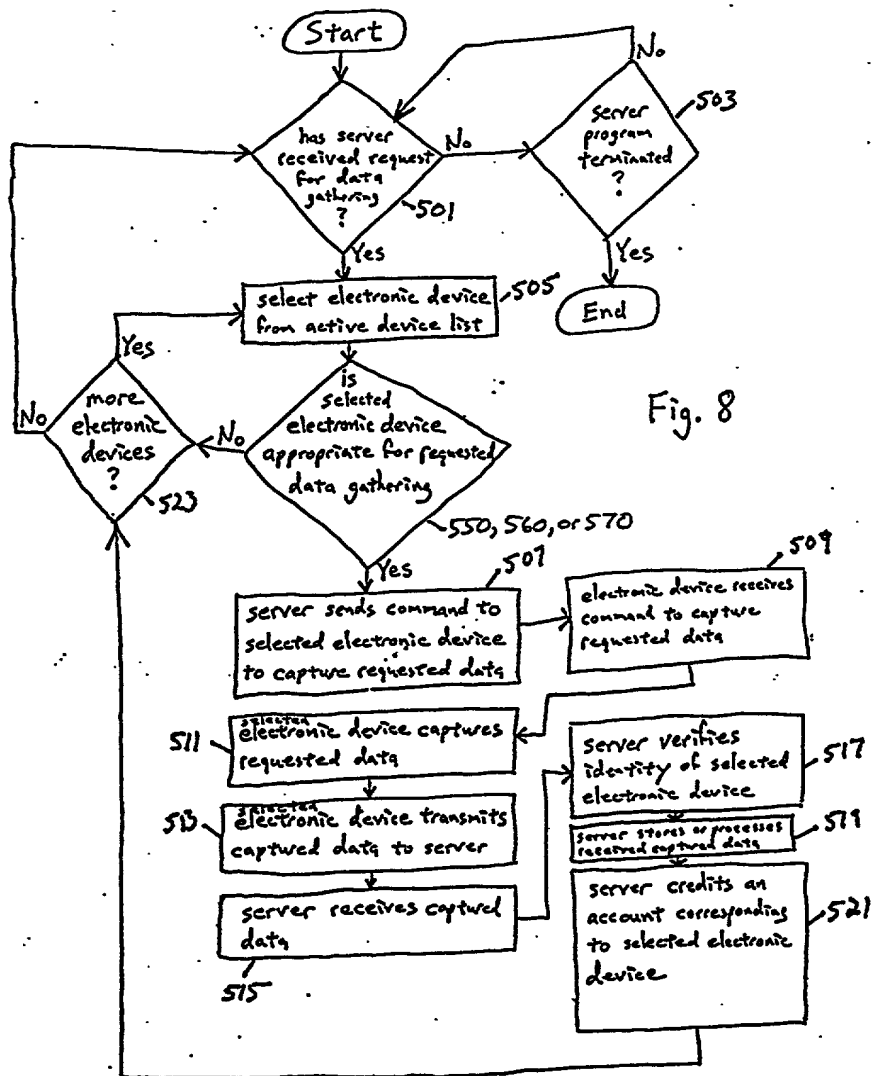 Start
has server
received request
for data
gathering
?
501
No
Yes
No
server
program
terminated
?
503
Yes
End
select electronic device
from active device list
505
Yes
more
electronic
devices
?
No
523
No
is
selected
electronic device
appropriate for requested
data gathering
550, 560, or 570
Yes
Fig. 8
507
server sends command to
selected electronic device
to capture requested data
509
electronic device receives
command to capture
requested data
511
selected
electronic device captures
requested data
513
selected
electronic device transmits
captured data to server
server receives captured
data
515
server verifies
identity of selected
electronic device
517
server stores or processes
received captured data
519
server credits an
account corresponding
to selected electronic
device
521